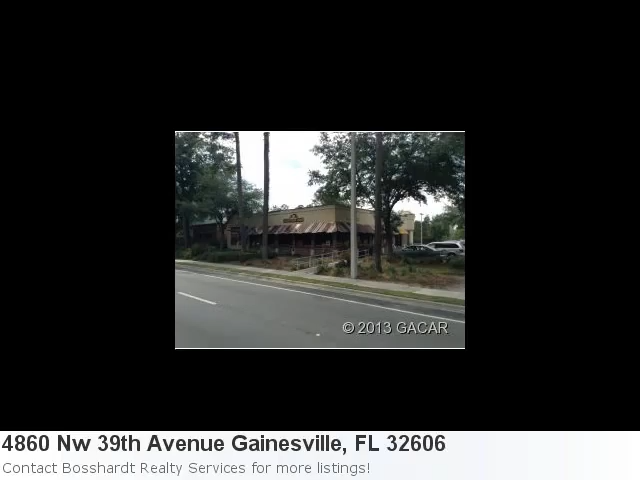 © 2013 GACAR
4860 Nw 39th Avenue Gainesville, FL 32606
Contact Bosshardt Realty Services for more listings!